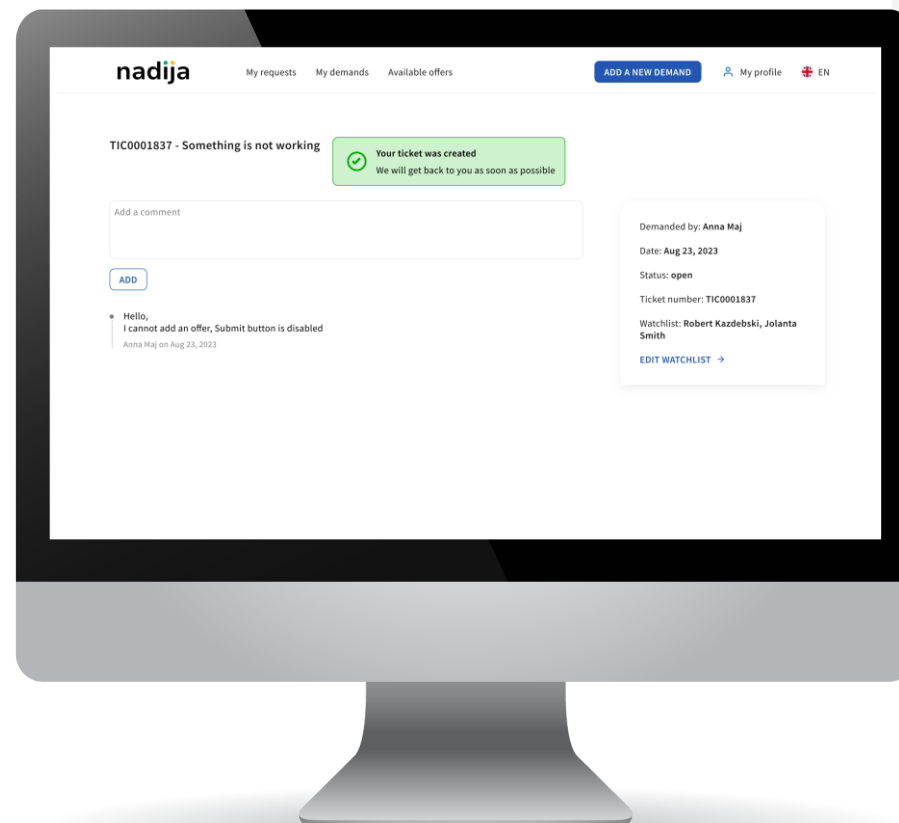 nadija
My requests My demands Available offers
ADD A NEW DEMAND
My profile
EN
TIC0001837 - Something is not working
Your ticket was created
We will get back to you as soon as possible
Add a comment
ADD
Hello,
I cannot add an offer, Submit button is disabled
Anna Maj on Aug 23, 2023
Demanded by: Anna Maj
Date: Aug 23, 2023
Status: open
Ticket number: TIC0001837
Watchlist: Robert Kazdebski, Jolanta
Smith
EDIT WATCHLIST →